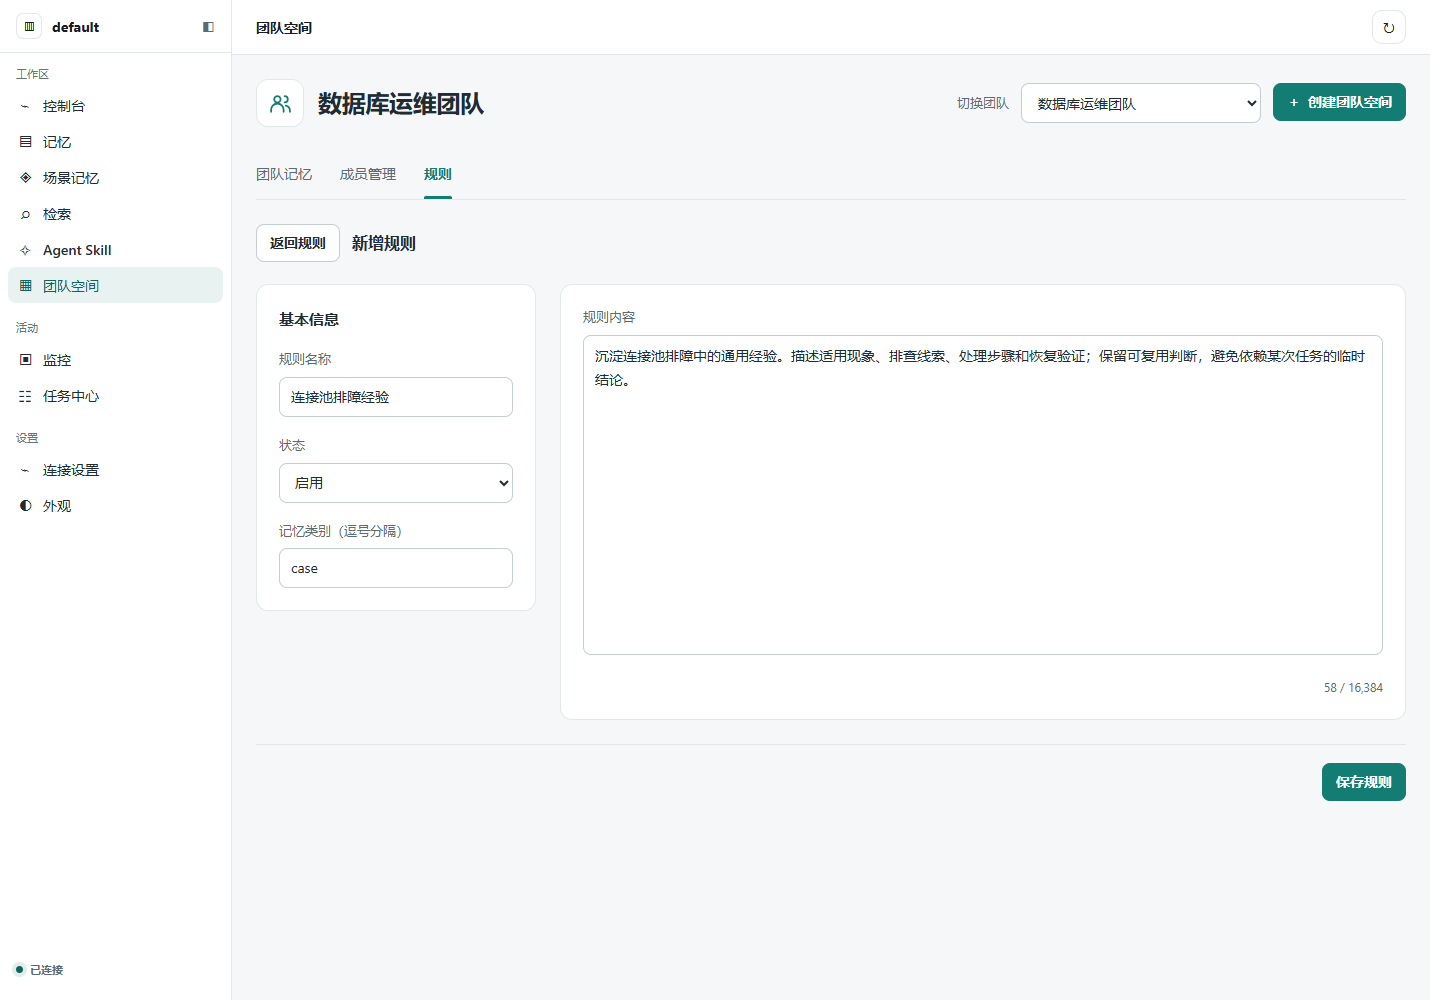 default
工作区
控制台
记忆
场景记忆
检索
Agent Skill
团队空间
活动
监控
任务中心
设置
连接设置
外观
已连接
团队空间
数据库运维团队
切换团队
数据库运维团队
+ 创建团队空间
团队记忆
成员管理
规则
返回规则
新增规则
基本信息
规则名称
连接池排障经验
状态
启用
记忆类别（逗号分隔）
case
规则内容
沉淀连接池排障中的通用经验。描述适用现象、排查线索、处理步骤和恢复验证；保留可复用判断，避免依赖某次任务的临时
结论。
58 / 16,384
保存规则